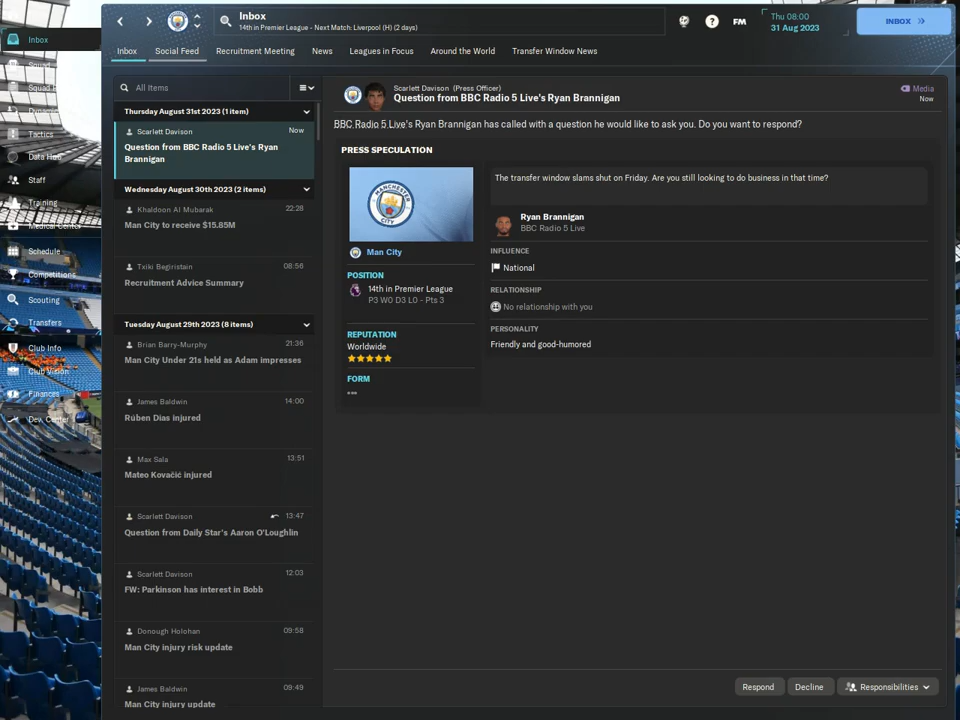 Inbox
14th in Premier League - Next Match: Liverpool (H) (2 days)
FM
Thu 08:00
31 Aug 2023
INBOX
Inbox
Social Feed
Recruitment Meeting
News
Leagues in Focus
Around the World
Transfer Window News
Inbox
Squad
Tactics
Data Hub
Staff
Training
Medical Center
Schedule
Competitions
Scouting
Transfers
Club Info
Club Vision
Finances
Dev. Center
All Items
Thursday August 31st 2023 (1 item)
Scarlett Davison
Now
Question from BBC Radio 5 Live's Ryan
Brannigan
Wednesday August 30th 2023 (2 items)
Khaldoon Al Mubarak
22:28
Man City to receive $15.85M
Txiki Begiristain
08:56
Recruitment Advice Summary
Tuesday August 29th 2023 (8 items)
Brian Barry-Murphy
21:36
Man City Under 21s held as Adam impresses
James Baldwin
14:00
Rúben Dias injured
Max Sala
13:51
Mateo Kovačić injured
Scarlett Davison
13:47
Question from Daily Star's Aaron O'Loughlin
Scarlett Davison
12:03
FW: Parkinson has interest in Bobb
Donough Holohan
09:58
Man City injury risk update
James Baldwin
09:49
Man City injury update
Scarlett Davison (Press Officer)
Question from BBC Radio 5 Live's Ryan Brannigan
Media
Now
BBC Radio 5 Live's Ryan Brannigan has called with a question he would like to ask you. Do you want to respond?
PRESS SPECULATION
MANCHESTER
CITY
Man City
POSITION
14th in Premier League
P3 W0 D3 L0 - Pts 3
REPUTATION
Worldwide
FORM
The transfer window slams shut on Friday. Are you still looking to do business in that time?
Ryan Brannigan
BBC Radio 5 Live
INFLUENCE
National
RELATIONSHIP
No relationship with you
PERSONALITY
Friendly and good-humored
Respond
Decline
Responsibilities